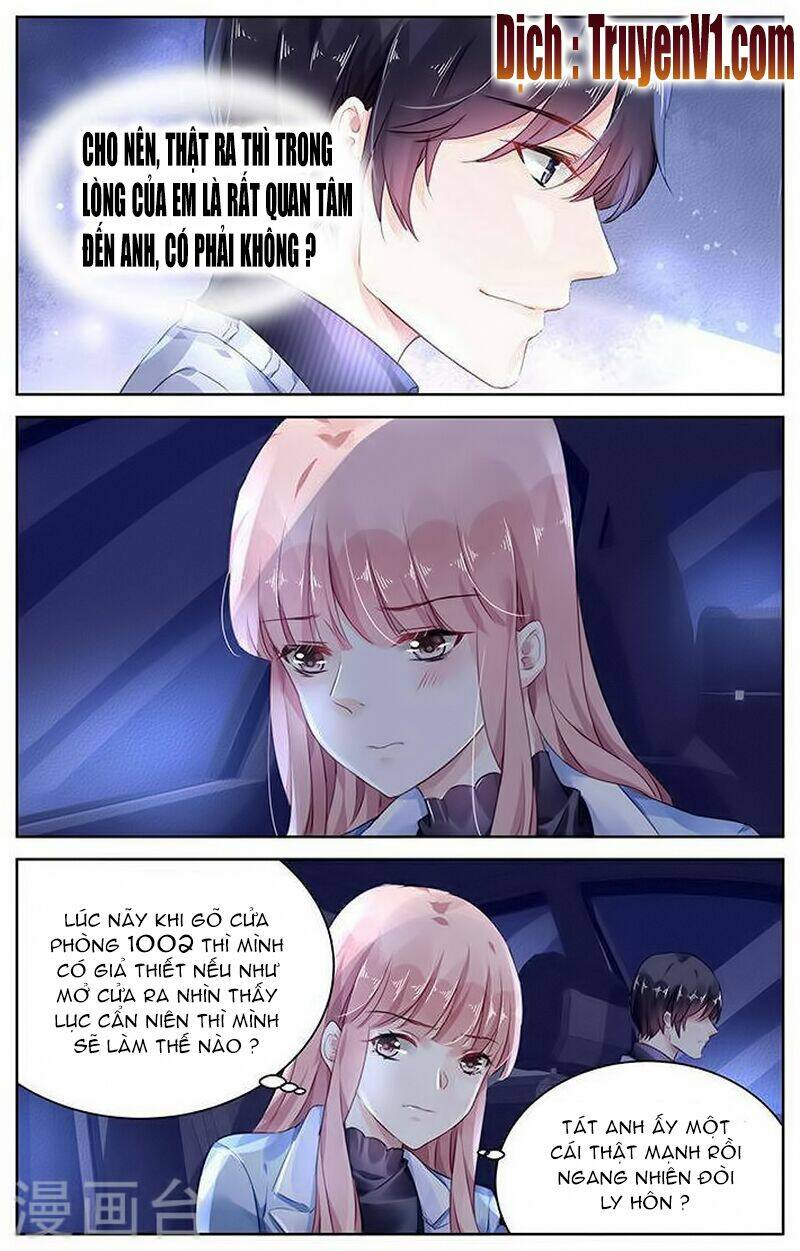 Dịch : TruyenV1.com
CHO NÊN, THẬT RA THÌ TRONG
LÒNG CỦA EM LÀ RẤT QUAN TÂM
ĐẾN ANH, CÓ PHẢI KHÔNG ?
LÚC NÃY KHI GÕ CỬA
PHÒNG 1002 THÌ MÌNH
CÓ GIẢ THIẾT NẾU NHƯ
MỞ CỬA RA NHÌN THẤY
LỤC CẨN NIÊN THÌ MÌNH
SẼ LÀM THẾ NÀO ?
TÁT ANH ẤY MỘT
CÁI THẬT MẠNH RỒI
NGANG NHIÊN ĐÒI
LY HÔN ?
漫画台